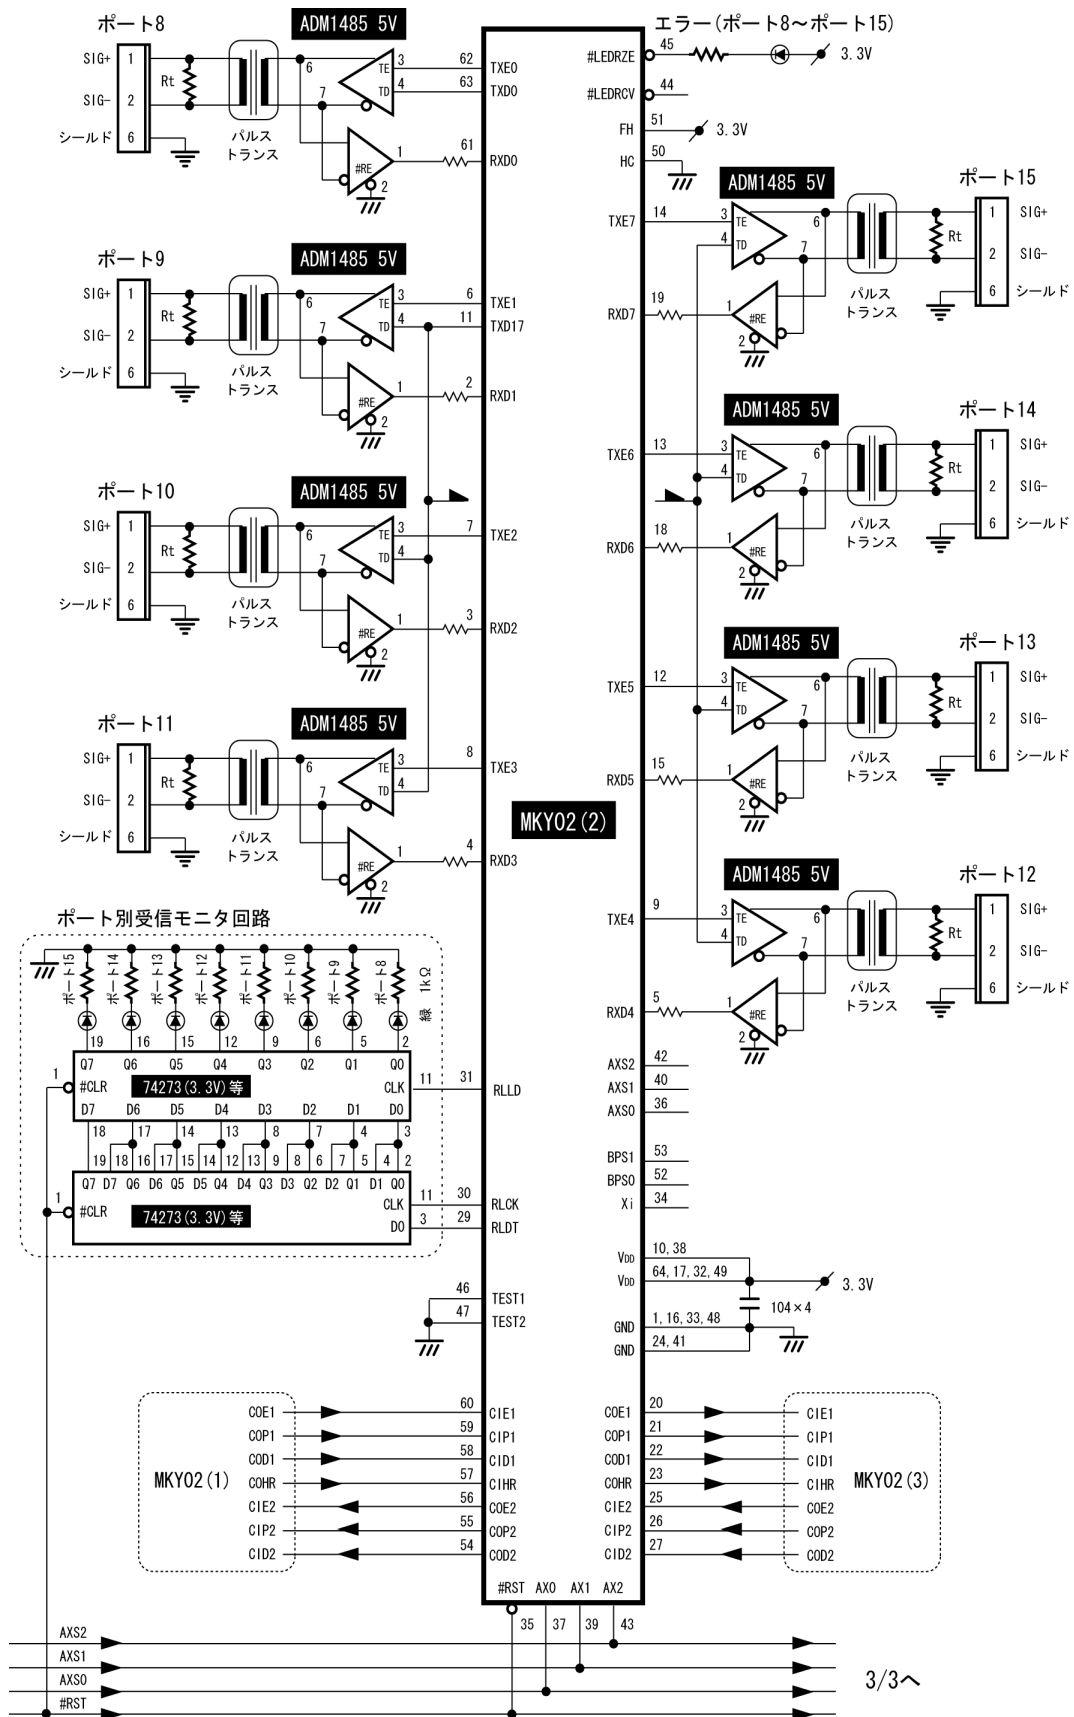 ポート8
ADM1485 5V
SIG+ 1
SIG- 2
シールド 6
Rt
パルス
トランス
6
7
TE 3
TD 4
#RE
1
2
62 TXE0
63 TXD0
61 RXD0
ポート9
ADM1485 5V
SIG+ 1
SIG- 2
シールド 6
Rt
パルス
トランス
6
7
TE 3
TD 4
#RE
1
2
6 TXE1
11 TXD17
2 RXD1
ポート10
ADM1485 5V
SIG+ 1
SIG- 2
シールド 6
Rt
パルス
トランス
6
7
TE 3
TD 4
#RE
1
2
7 TXE2
3 RXD2
ポート11
ADM1485 5V
SIG+ 1
SIG- 2
シールド 6
Rt
パルス
トランス
6
7
TE 3
TD 4
#RE
1
2
8 TXE3
4 RXD3
MKY02(2)
エラー(ポート8～ポート15)
#LEDRZE 45
3.3V
#LEDRCV 44
FH 51
3.3V
HC 50
ADM1485 5V
ポート15
TXE7 14
3 TE
4 TD
6
7
RXD7 19
1
#RE
2
パルス
トランス
Rt
1 SIG+
2 SIG-
6 シールド
ADM1485 5V
ポート14
TXE6 13
3 TE
4 TD
6
7
RXD6 18
1
#RE
2
パルス
トランス
Rt
1 SIG+
2 SIG-
6 シールド
ADM1485 5V
ポート13
TXE5 12
3 TE
4 TD
6
7
RXD5 15
1
#RE
2
パルス
トランス
Rt
1 SIG+
2 SIG-
6 シールド
ADM1485 5V
ポート12
TXE4 9
3 TE
4 TD
6
7
RXD4 5
1
#RE
2
パルス
トランス
Rt
1 SIG+
2 SIG-
6 シールド
ポート別受信モニタ回路
ポート15 ポート14 ポート13 ポート12 ポート11 ポート10 ポート9 ポート8
緑 1kΩ
19 16 15 12 9 6 5 2
Q7 Q6 Q5 Q4 Q3 Q2 Q1 Q0
1 #CLR 74273(3.3V)等 CLK 11 31 RLLD
D7 D6 D5 D4 D3 D2 D1 D0
18 17 14 13 8 7 4 3
19 18 16 17 15 14 12 13 9 8 6 7 5 4 2
Q7 D7 Q6 D6 Q5 D5 Q4 D4 Q3 D3 Q2 D2 Q1 D1 Q0
1 #CLR 74273(3.3V)等 CLK 11 30 RLCK
D0 3 29 RLDT
46 TEST1
47 TEST2
AXS2 42
AXS1 40
AXS0 36
BPS1 53
BPS0 52
Xi 34
VDD 10,38
VDD 64,17,32,49
3.3V
104×4
GND 1,16,33,48
GND 24,41
MKY02(1)
COE1 60 CIE1
COP1 59 CIP1
COD1 58 CID1
COHR 57 CIHR
CIE2 56 COE2
CIP2 55 COP2
CID2 54 COD2
COE1 20 CIE1
COP1 21 CIP1
COD1 22 CID1
COHR 23 CIHR
CIE2 25 COE2
CIP2 26 COP2
CID2 27 COD2
MKY02(3)
#RST AX0 AX1 AX2
35 37 39 43
AXS2
AXS1
AXS0
#RST
3/3へ